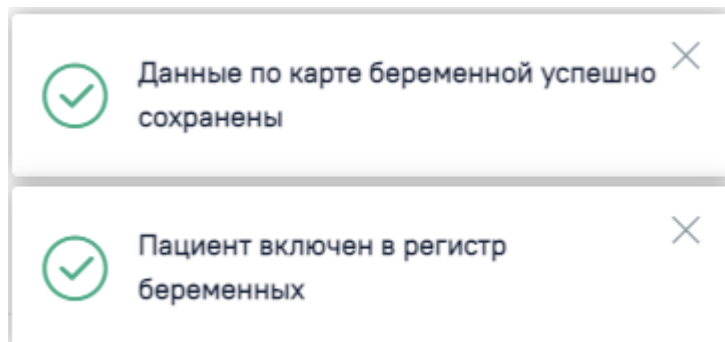 Данные по карте беременной успешно
сохранены
Пациент включен в регистр
беременных